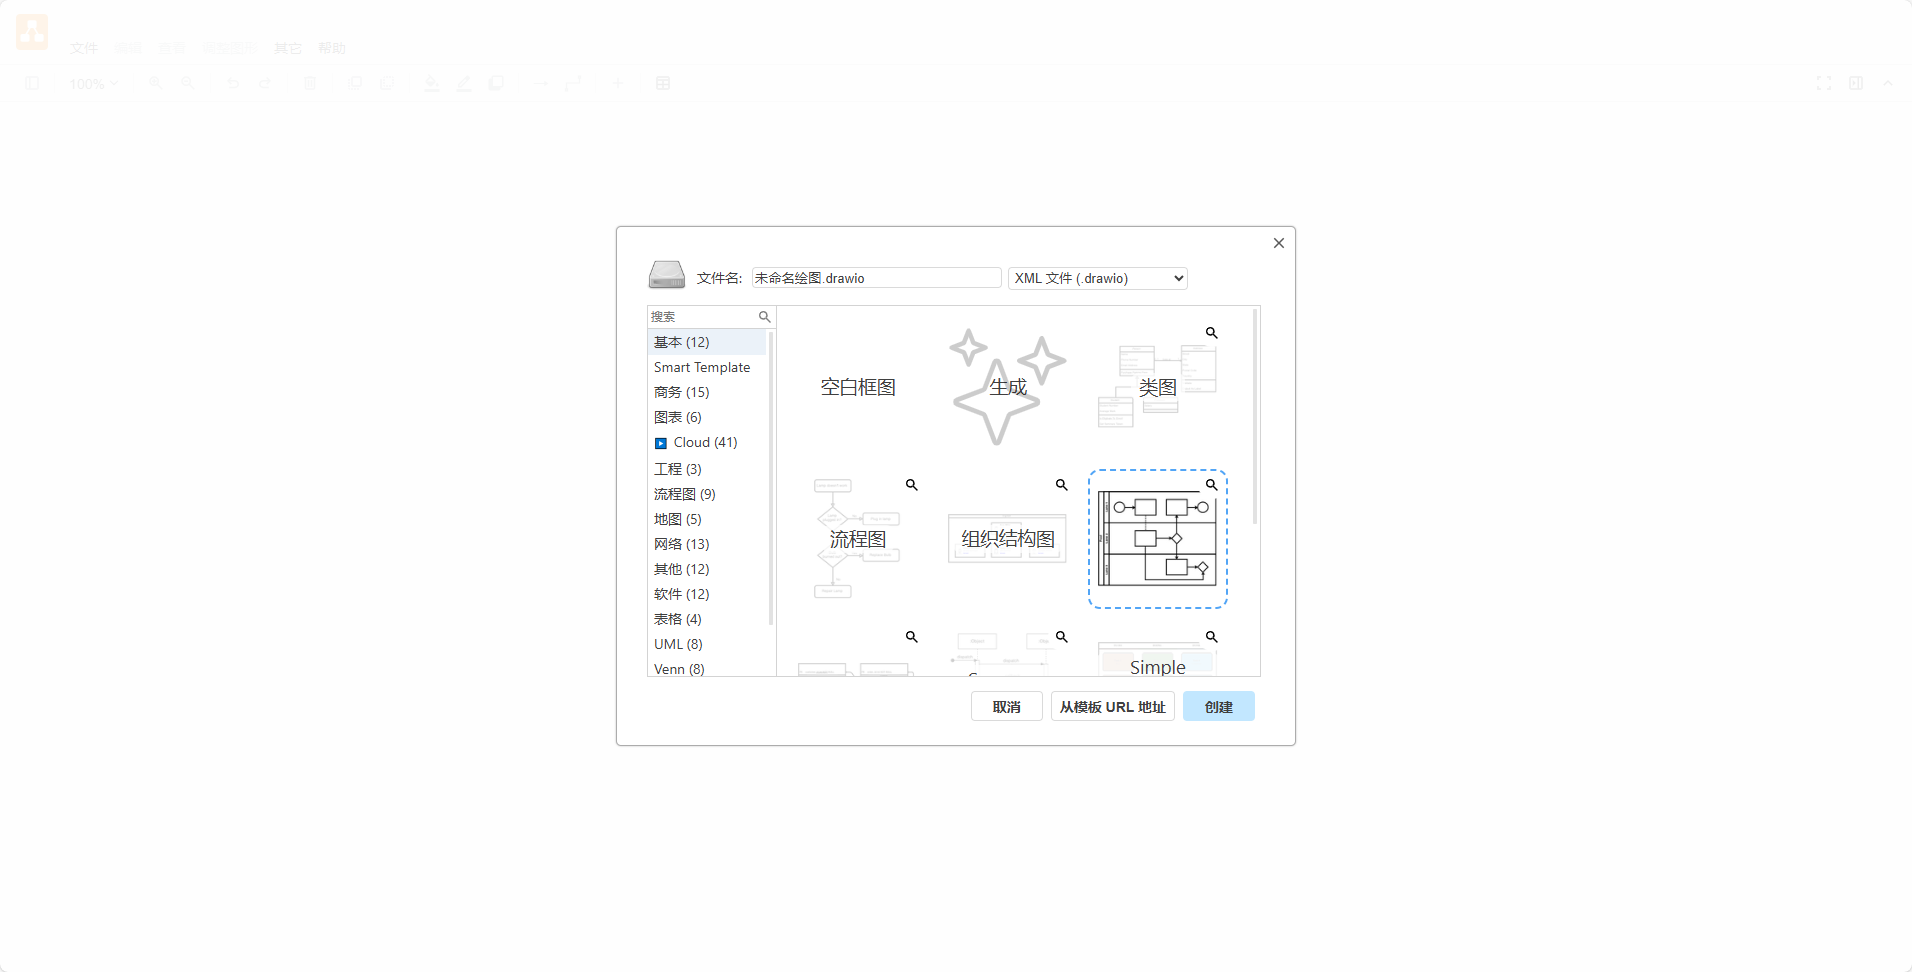 文件 编辑 查看 调整图形 其它 帮助
100%
文件名: 未命名绘图.drawio XML 文件 (.drawio)
搜索
基本 (12)
Smart Template
商务 (15)
图表 (6)
Cloud (41)
工程 (3)
流程图 (9)
地图 (5)
网络 (13)
其他 (12)
软件 (12)
表格 (4)
UML (8)
Venn (8)
空白框图 生成 类图
流程图 组织结构图
Simple
取消 从模板 URL 地址 创建